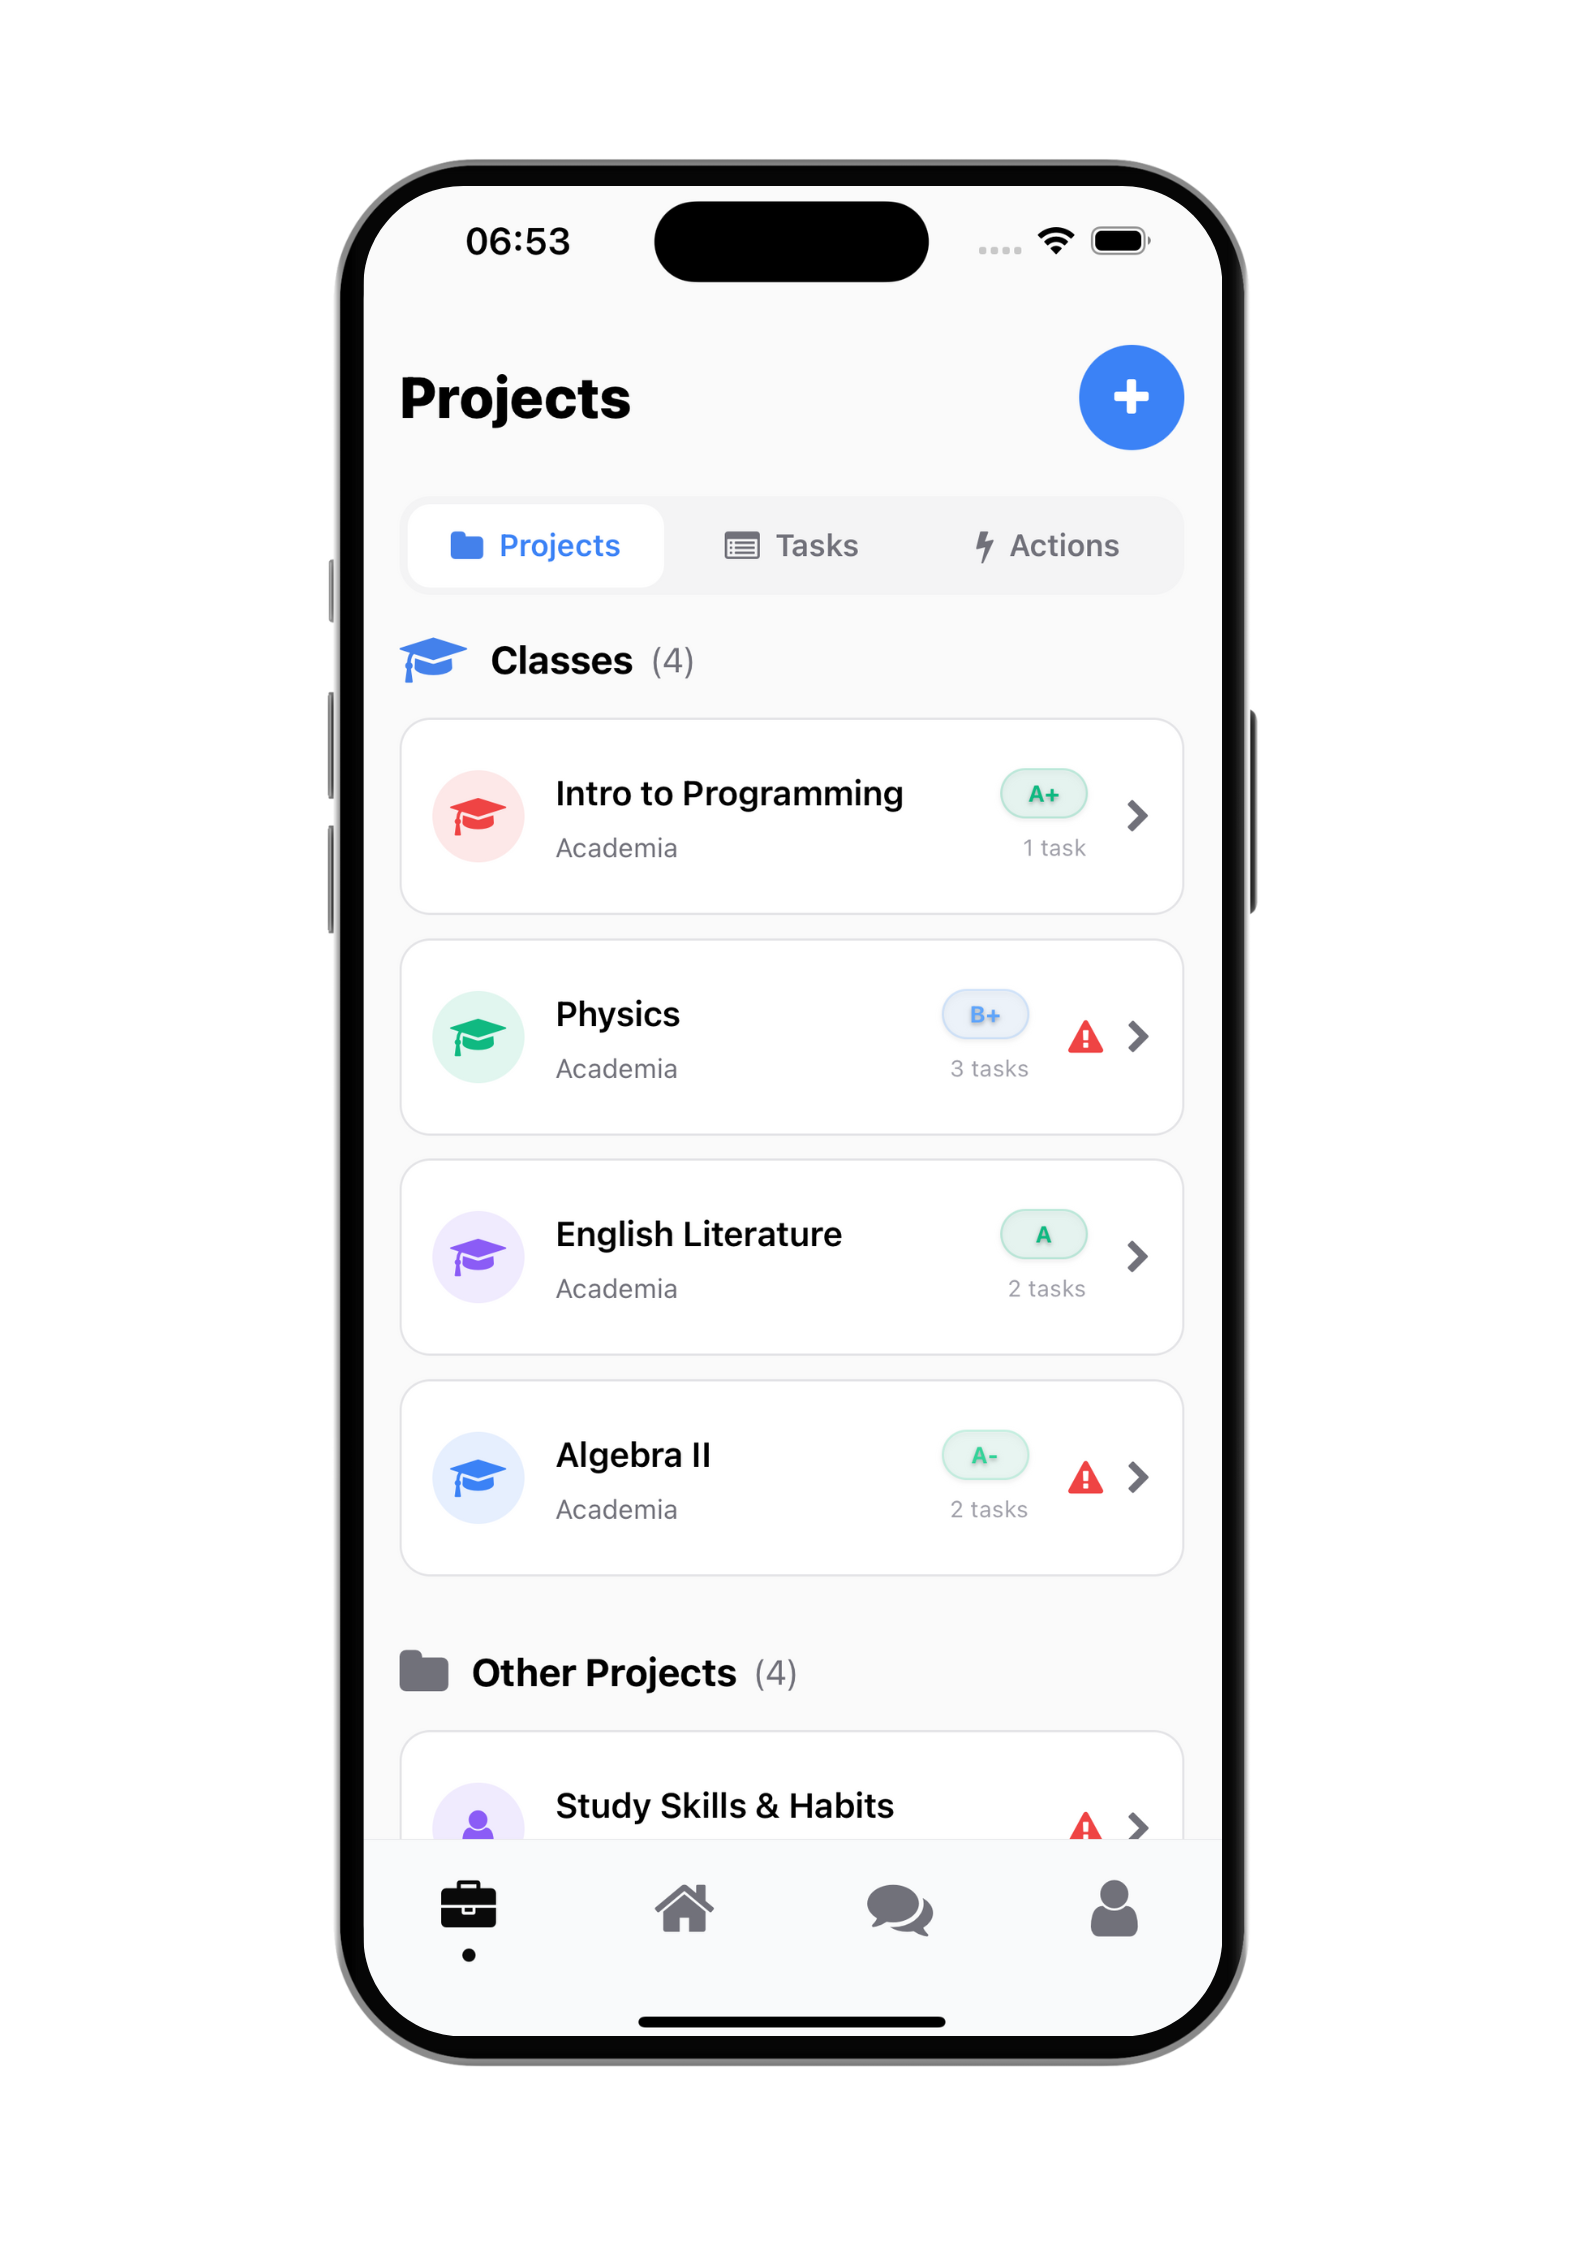 06:53
Projects
Projects Tasks Actions
Classes (4)
Intro to Programming A+
Academia 1 task
Physics B+
Academia 3 tasks
English Literature A
Academia 2 tasks
Algebra II A-
Academia 2 tasks
Other Projects (4)
Study Skills & Habits